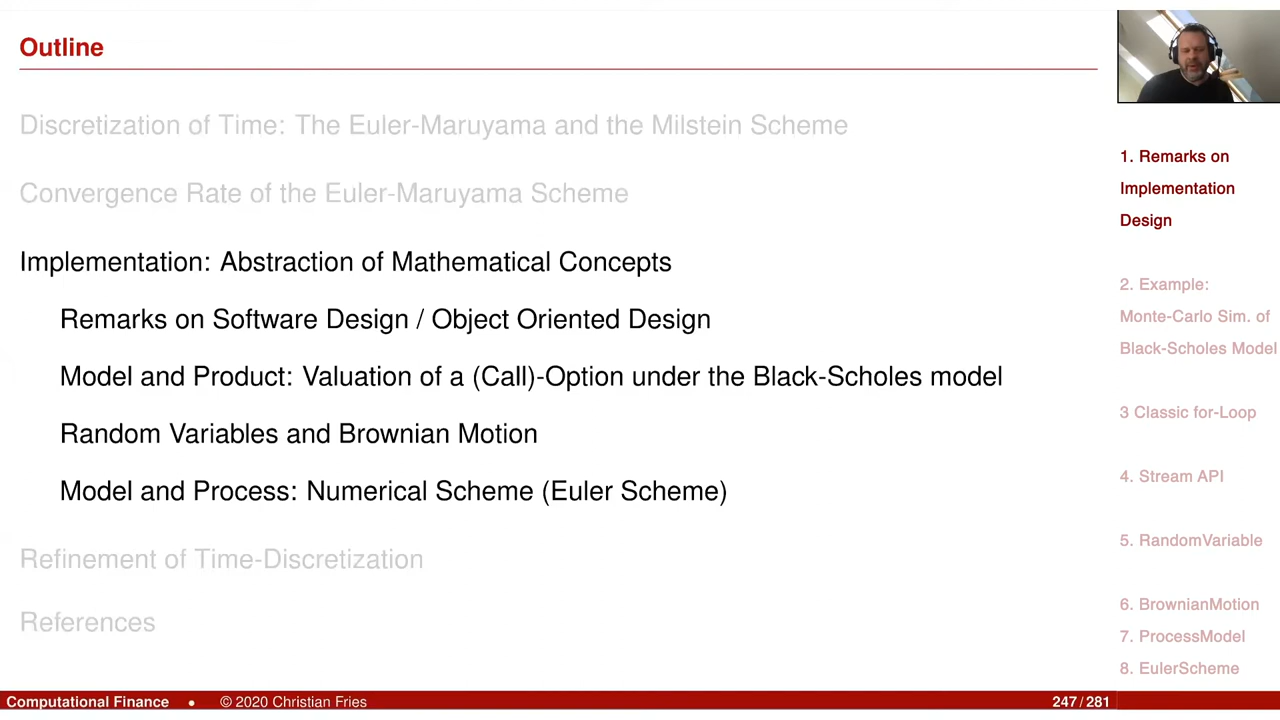 Outline
Discretization of Time: The Euler-Maruyama and the Milstein Scheme
Convergence Rate of the Euler-Maruyama Scheme
Implementation: Abstraction of Mathematical Concepts
Remarks on Software Design / Object Oriented Design
Model and Product: Valuation of a (Call)-Option under the Black-Scholes model
Random Variables and Brownian Motion
Model and Process: Numerical Scheme (Euler Scheme)
Refinement of Time-Discretization
References
1. Remarks on
Implementation
Design
2. Example:
Monte-Carlo Sim. of
Black-Scholes Model
3 Classic for-Loop
4. Stream API
5. RandomVariable
6. BrownianMotion
7. ProcessModel
8. EulerScheme
Computational Finance • © 2020 Christian Fries 247 / 281